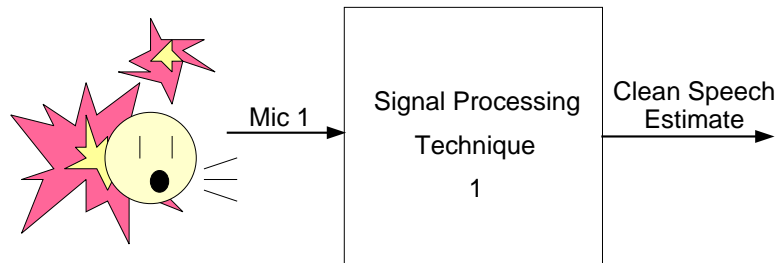 Mic 1
Signal Processing
Technique
1
Clean Speech
Estimate